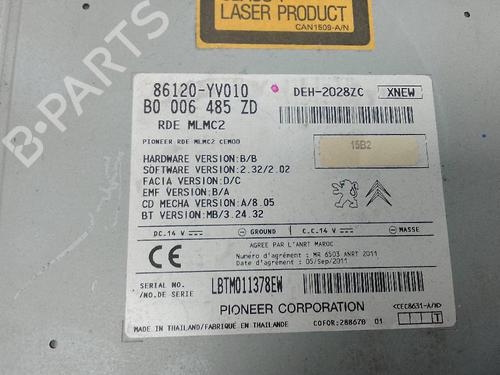 LASER PRODUCT
CAN1509-A/N
86120-YV010
DEH-2028ZC
XNEW
B0 006 485 ZD
RDE MLMC2
PIONEER RDE MLMC2 CEMOO
15B2
HARDWARE VERSION:B/B
SOFTWARE VERSION:2.32/2.02
FACIA VERSION:D/C
EMF VERSION:B/A
CD MECHA VERSION:A/8.05
BT VERSION:MB/3.24.32
DC.14 V
GROUND
C.C.14 V
MASSE
CE
AGREE PAR L'ANRT MAROC
Numéro d'agrément : MR 6503 ANRT 2011
Date d'agrément : 05/Sep/2011
SERIAL NO.
/NO.DE SERIE
LBTM011378EW
PIONEER CORPORATION
<CEC8631-A/N>
MADE IN THAILAND/FABRIQUÉ EN THAILANDE
COFOR:288670 01
B-PARTS